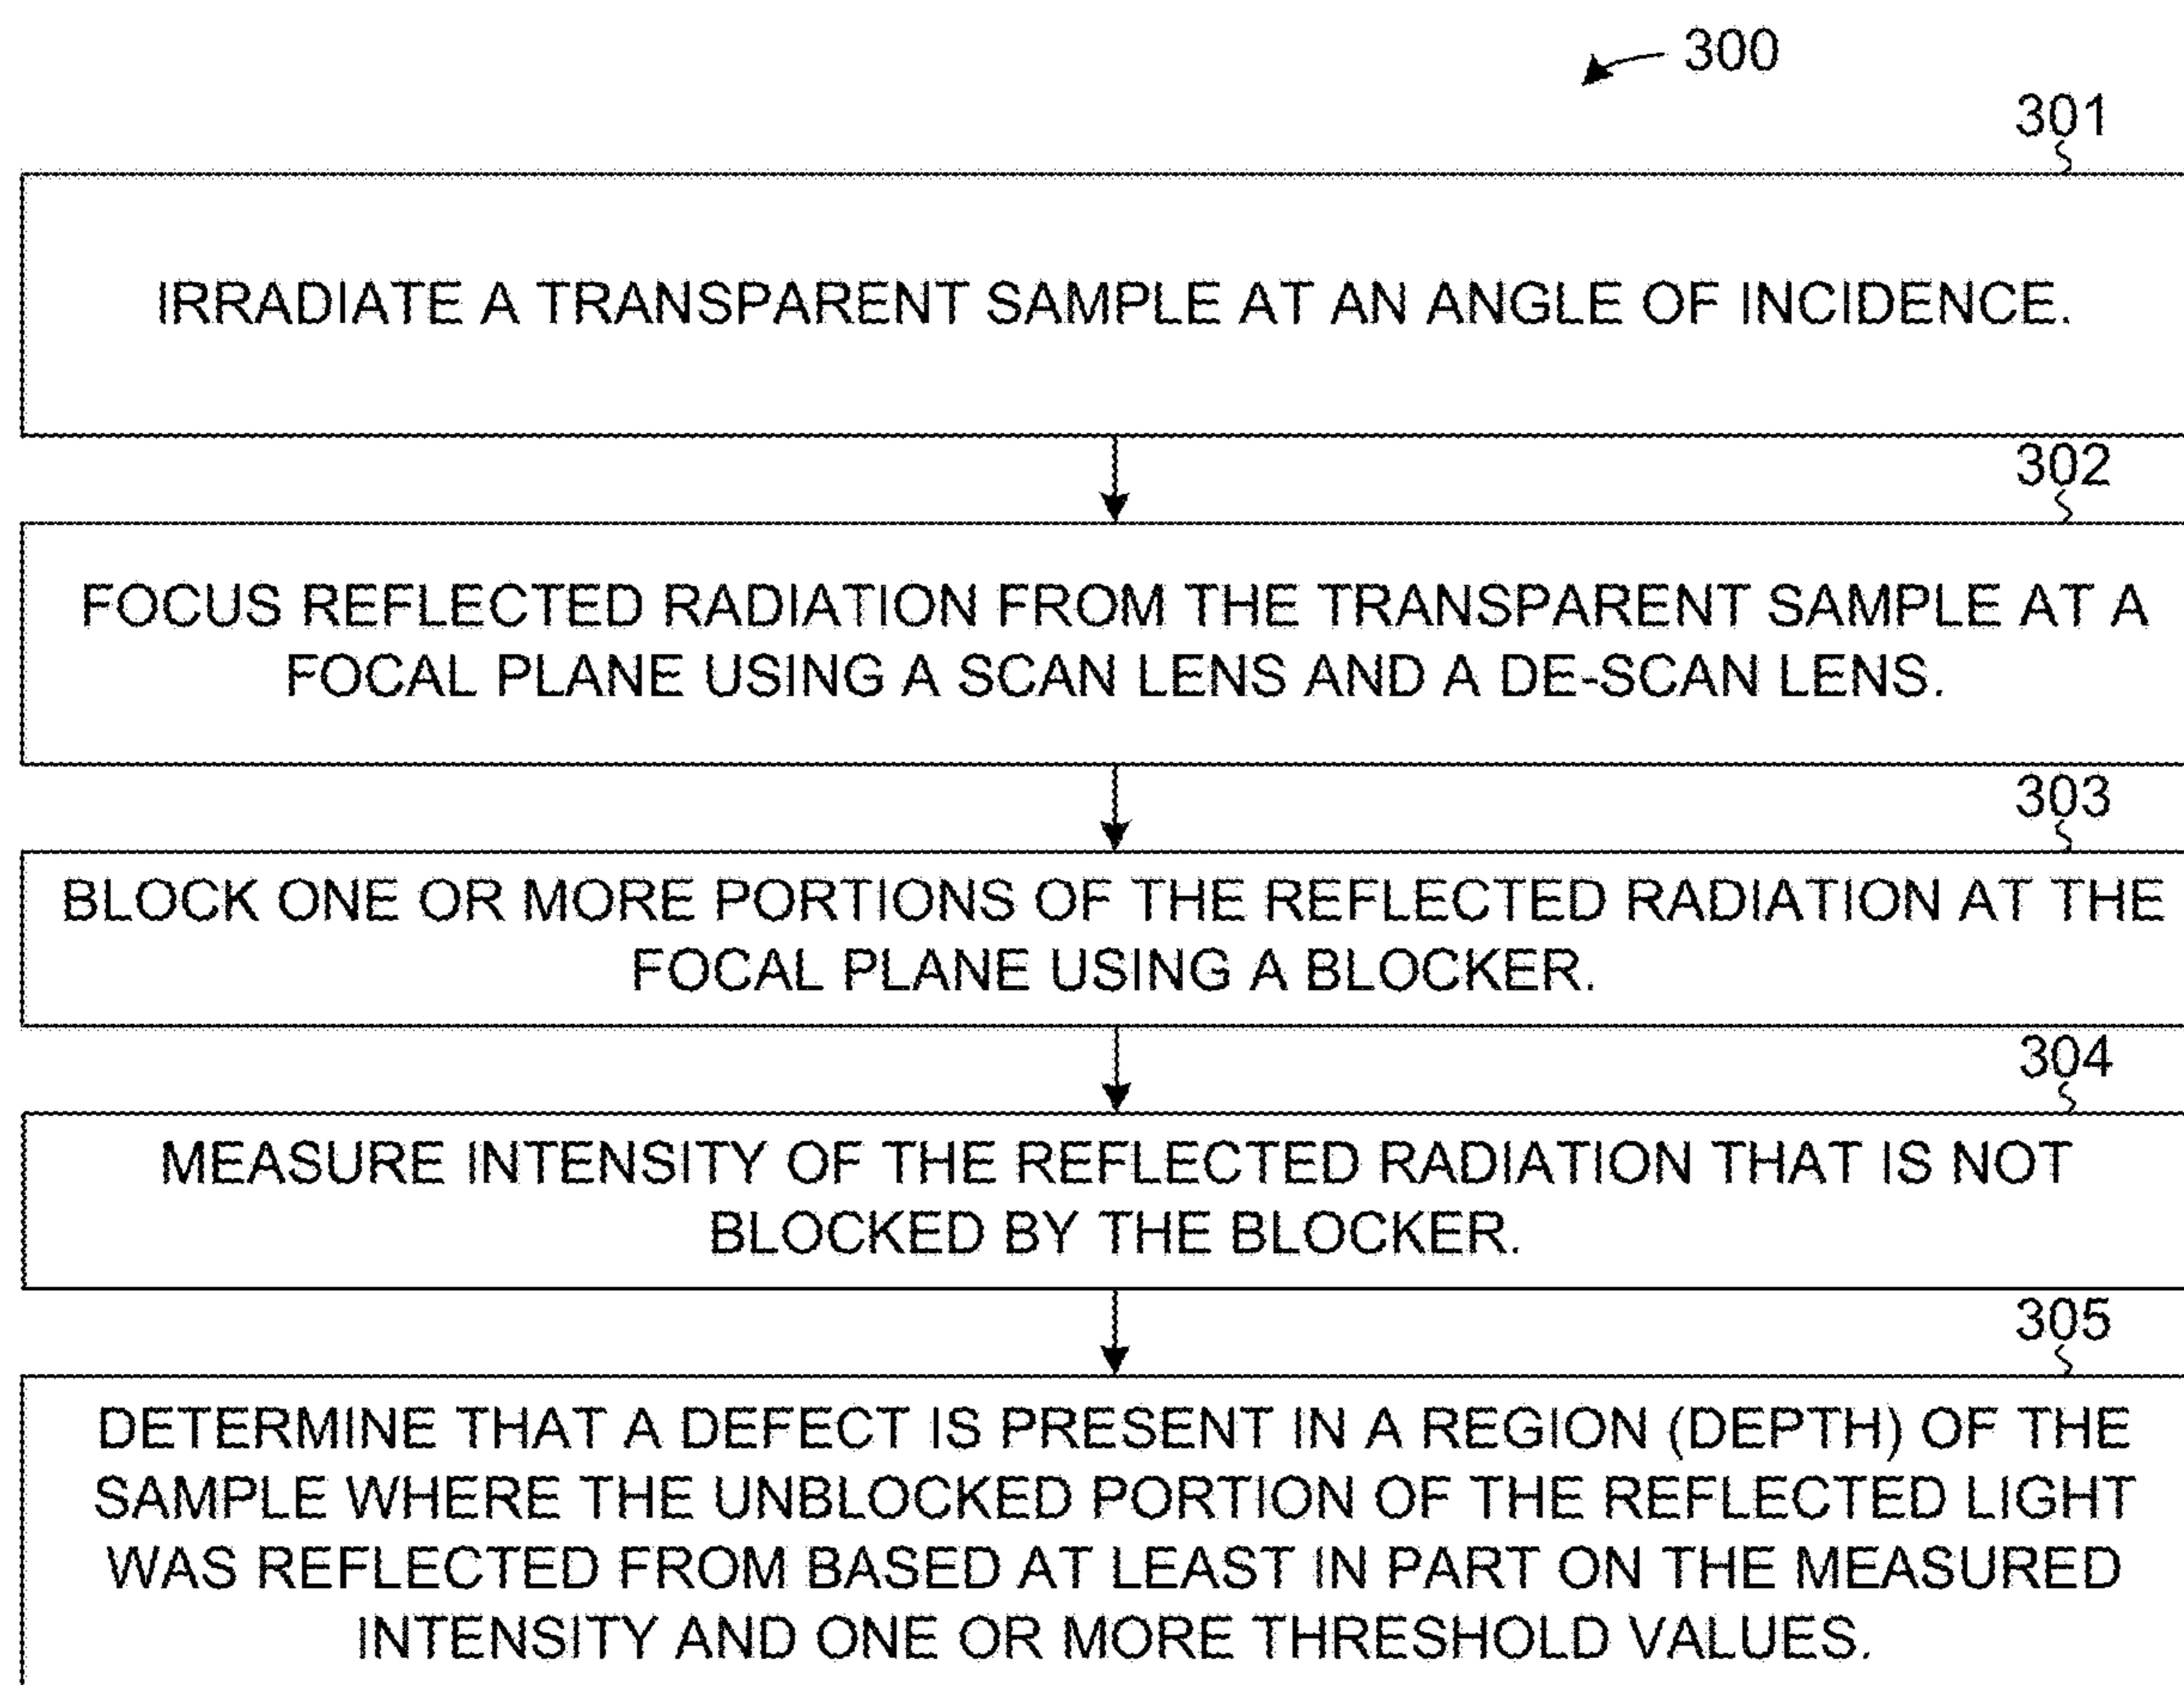 300
301
IRRADIATE A TRANSPARENT SAMPLE AT AN ANGLE OF INCIDENCE.
302
FOCUS REFLECTED RADIATION FROM THE TRANSPARENT SAMPLE AT A
FOCAL PLANE USING A SCAN LENS AND A DE-SCAN LENS.
303
BLOCK ONE OR MORE PORTIONS OF THE REFLECTED RADIATION AT THE
FOCAL PLANE USING A BLOCKER.
304
MEASURE INTENSITY OF THE REFLECTED RADIATION THAT IS NOT
BLOCKED BY THE BLOCKER.
305
DETERMINE THAT A DEFECT IS PRESENT IN A REGION (DEPTH) OF THE
SAMPLE WHERE THE UNBLOCKED PORTION OF THE REFLECTED LIGHT
WAS REFLECTED FROM BASED AT LEAST IN PART ON THE MEASURED
INTENSITY AND ONE OR MORE THRESHOLD VALUES.